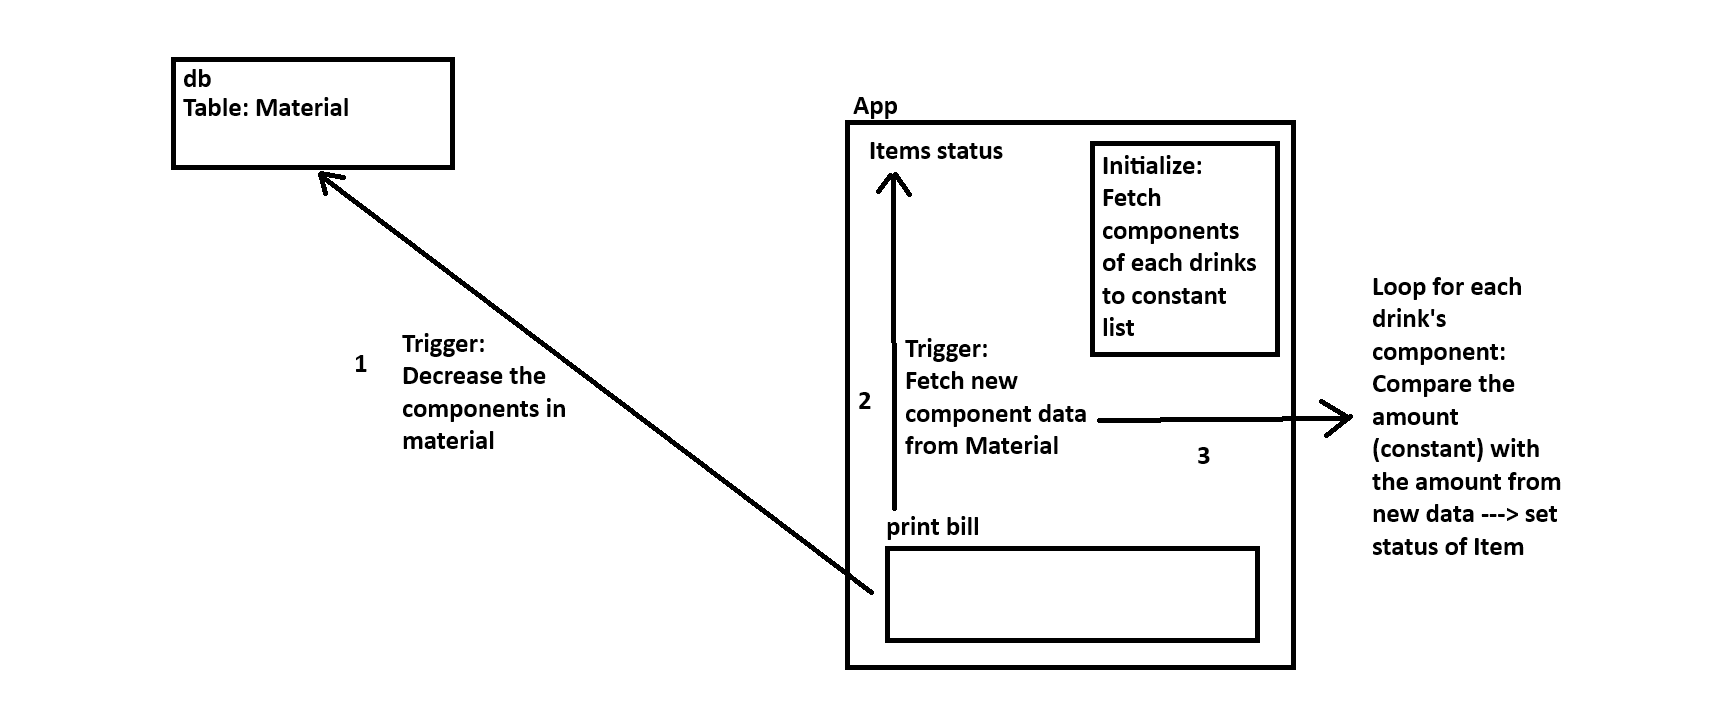 db
Table: Material
App
Items status
Initialize:
Fetch
components
of each drinks
to constant
list
1
Trigger:
Decrease the
components in
material
2
Trigger:
Fetch new
component data
from Material
3
Loop for each
drink's
component:
Compare the
amount
(constant) with
the amount from
new data ---> set
status of Item
print bill